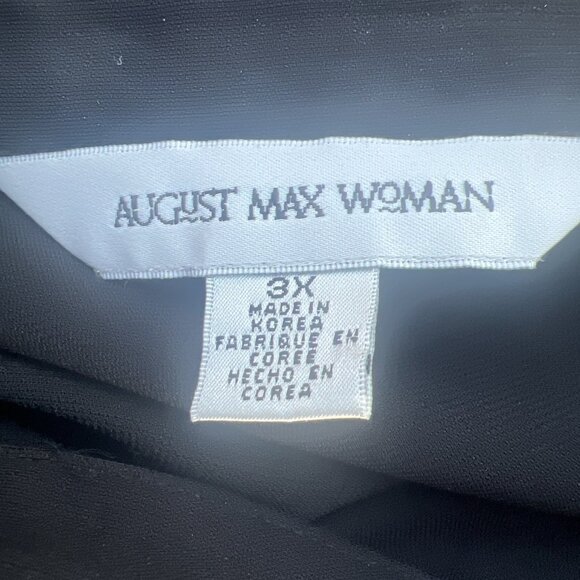 AUGUST MAX WOMAN
3X
MADE IN
KOREA
FABRIQUE EN
COREE
HECHO EN
COREA